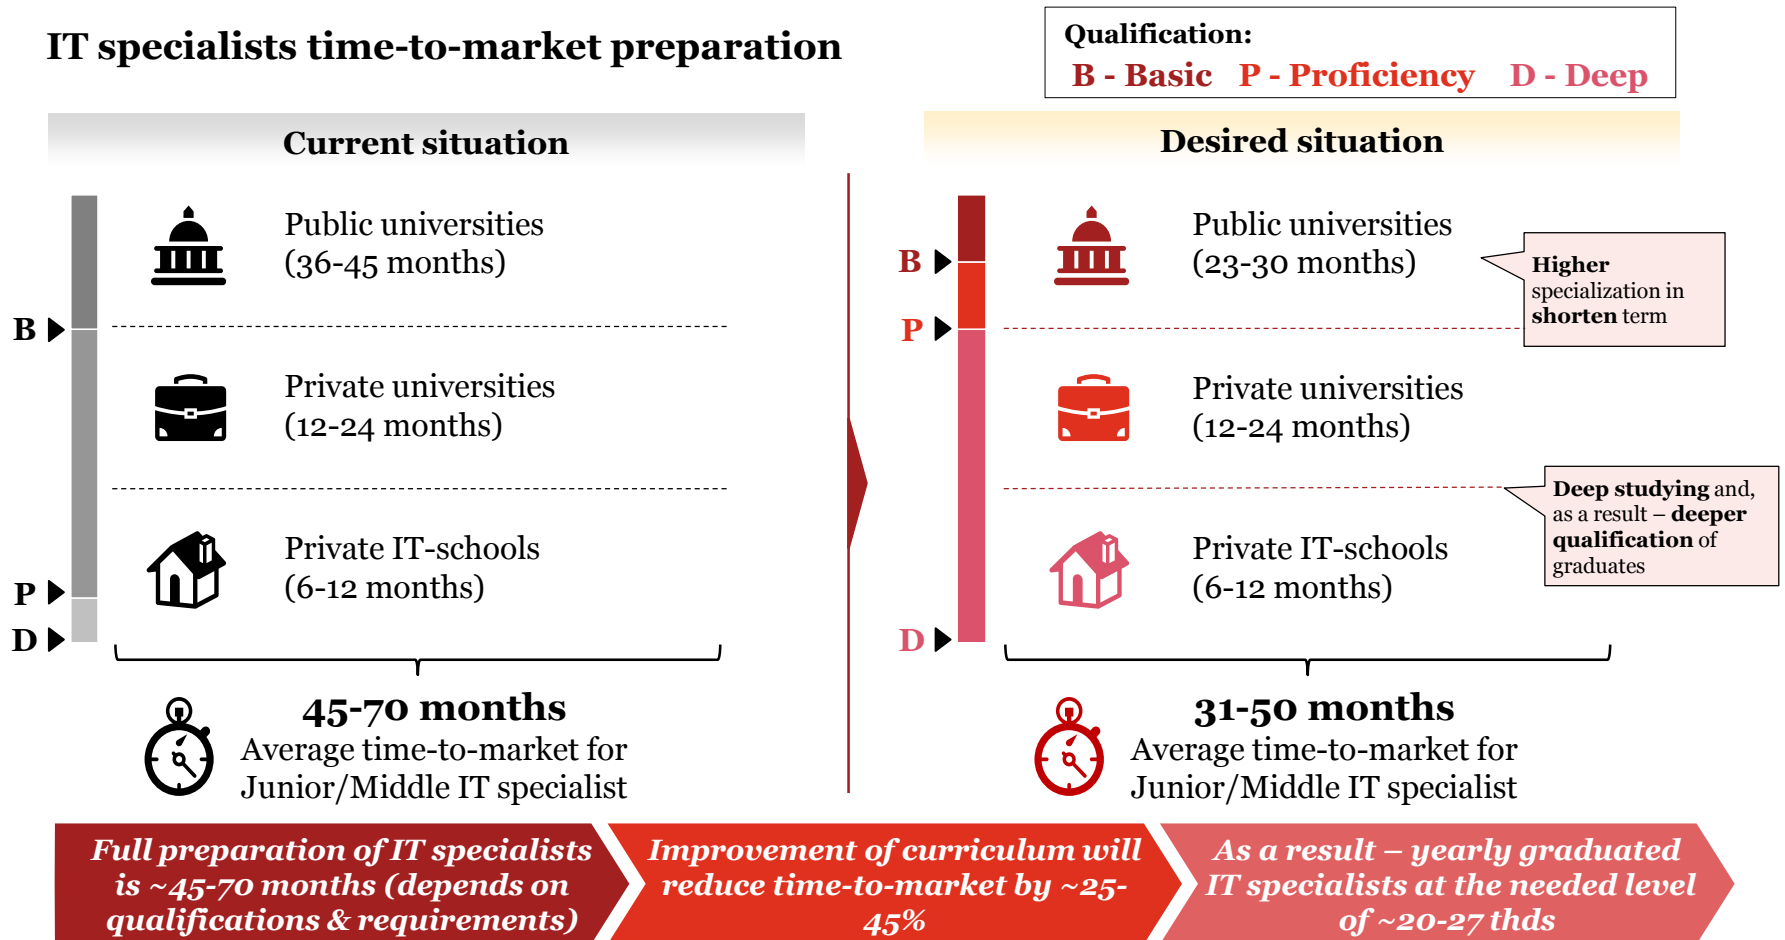 IT specialists time-to-market preparation
Qualification:
B - Basic P - Proficiency D - Deep
Current situation
Public universities
(36-45 months)
B
Private universities
(12-24 months)
Private IT-schools
(6-12 months)
P
D
45-70 months
Average time-to-market for
Junior/Middle IT specialist
Desired situation
Public universities
(23-30 months)
B
Higher
specialization in
shorten term
P
Private universities
(12-24 months)
Deep studying and,
as a result – deeper
qualification of
graduates
Private IT-schools
(6-12 months)
D
31-50 months
Average time-to-market for
Junior/Middle IT specialist
Full preparation of IT specialists
is ~45-70 months (depends on
qualifications & requirements)
Improvement of curriculum will
reduce time-to-market by ~25-
45%
As a result – yearly graduated
IT specialists at the needed level
of ~20-27 thds